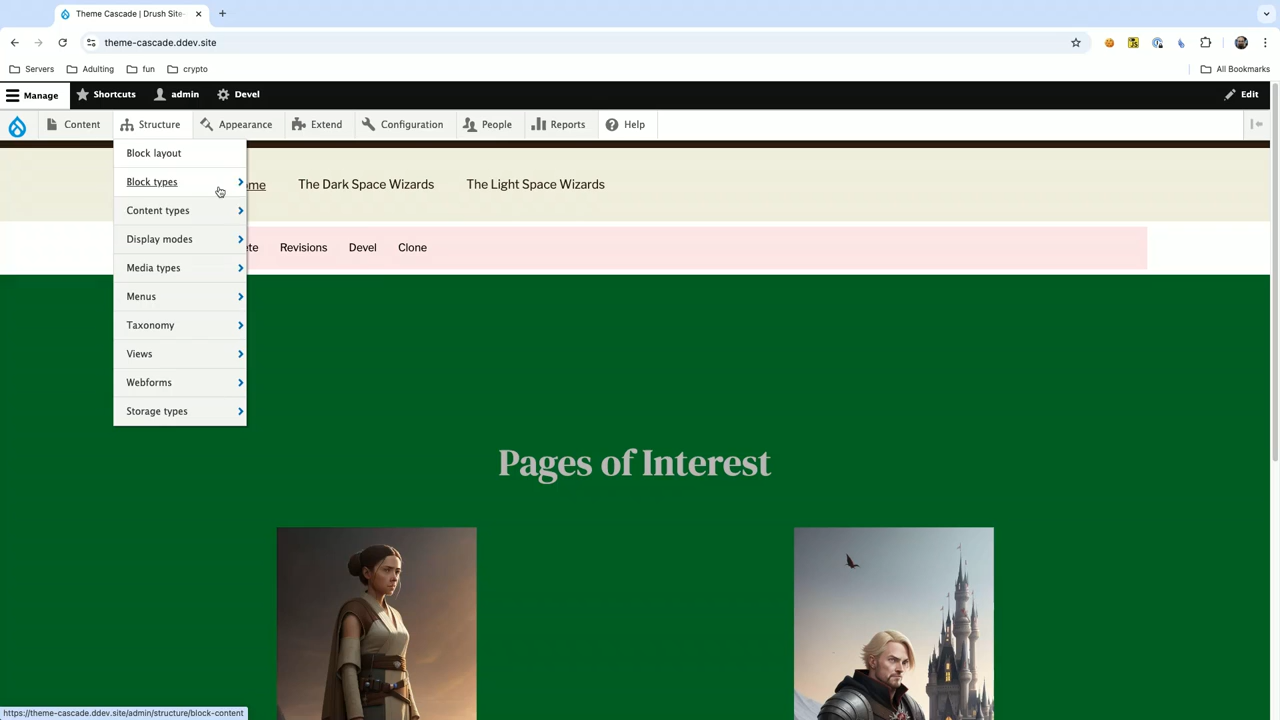 Theme Cascade | Drush Site-
theme-cascade.ddev.site
Servers
Adulting
fun
crypto
All Bookmarks
Manage
Shortcuts
admin
Devel
Edit
Content
Structure
Appearance
Extend
Configuration
People
Reports
Help
Block layout
Block types
Content types
Display modes
Media types
Menus
Taxonomy
Views
Webforms
Storage types
ome
The Dark Space Wizards
The Light Space Wizards
ete
Revisions
Devel
Clone
Pages of Interest
https://theme-cascade.ddev.site/admin/structure/block-content